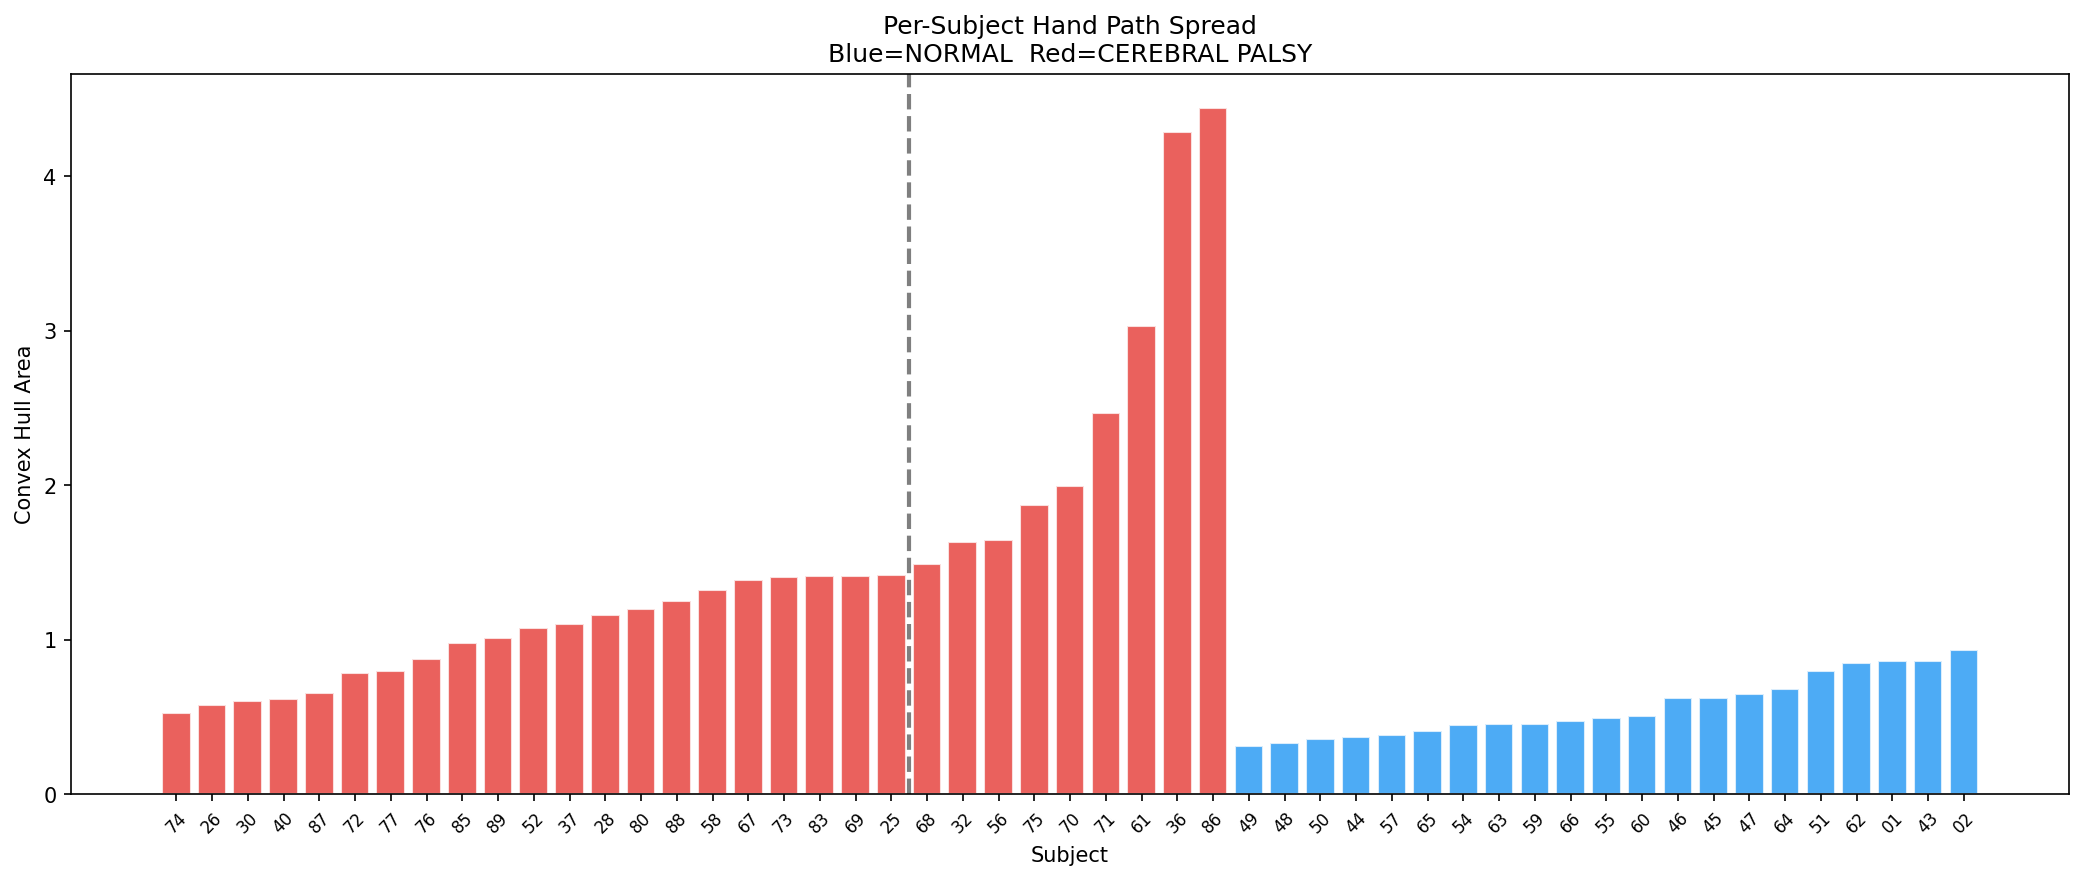 Per-Subject Hand Path Spread
Blue=NORMAL  Red=CEREBRAL PALSY
Convex Hull Area
4
3
2
1
0
74 26 30 40 87 72 77 76 85 89 52 37 28 80 88 58 67 73 83 69 25 68 32 56 75 70 71 61 36 86 49 48 50 44 57 65 54 63 59 66 55 60 46 45 47 64 51 62 01 43 02
Subject